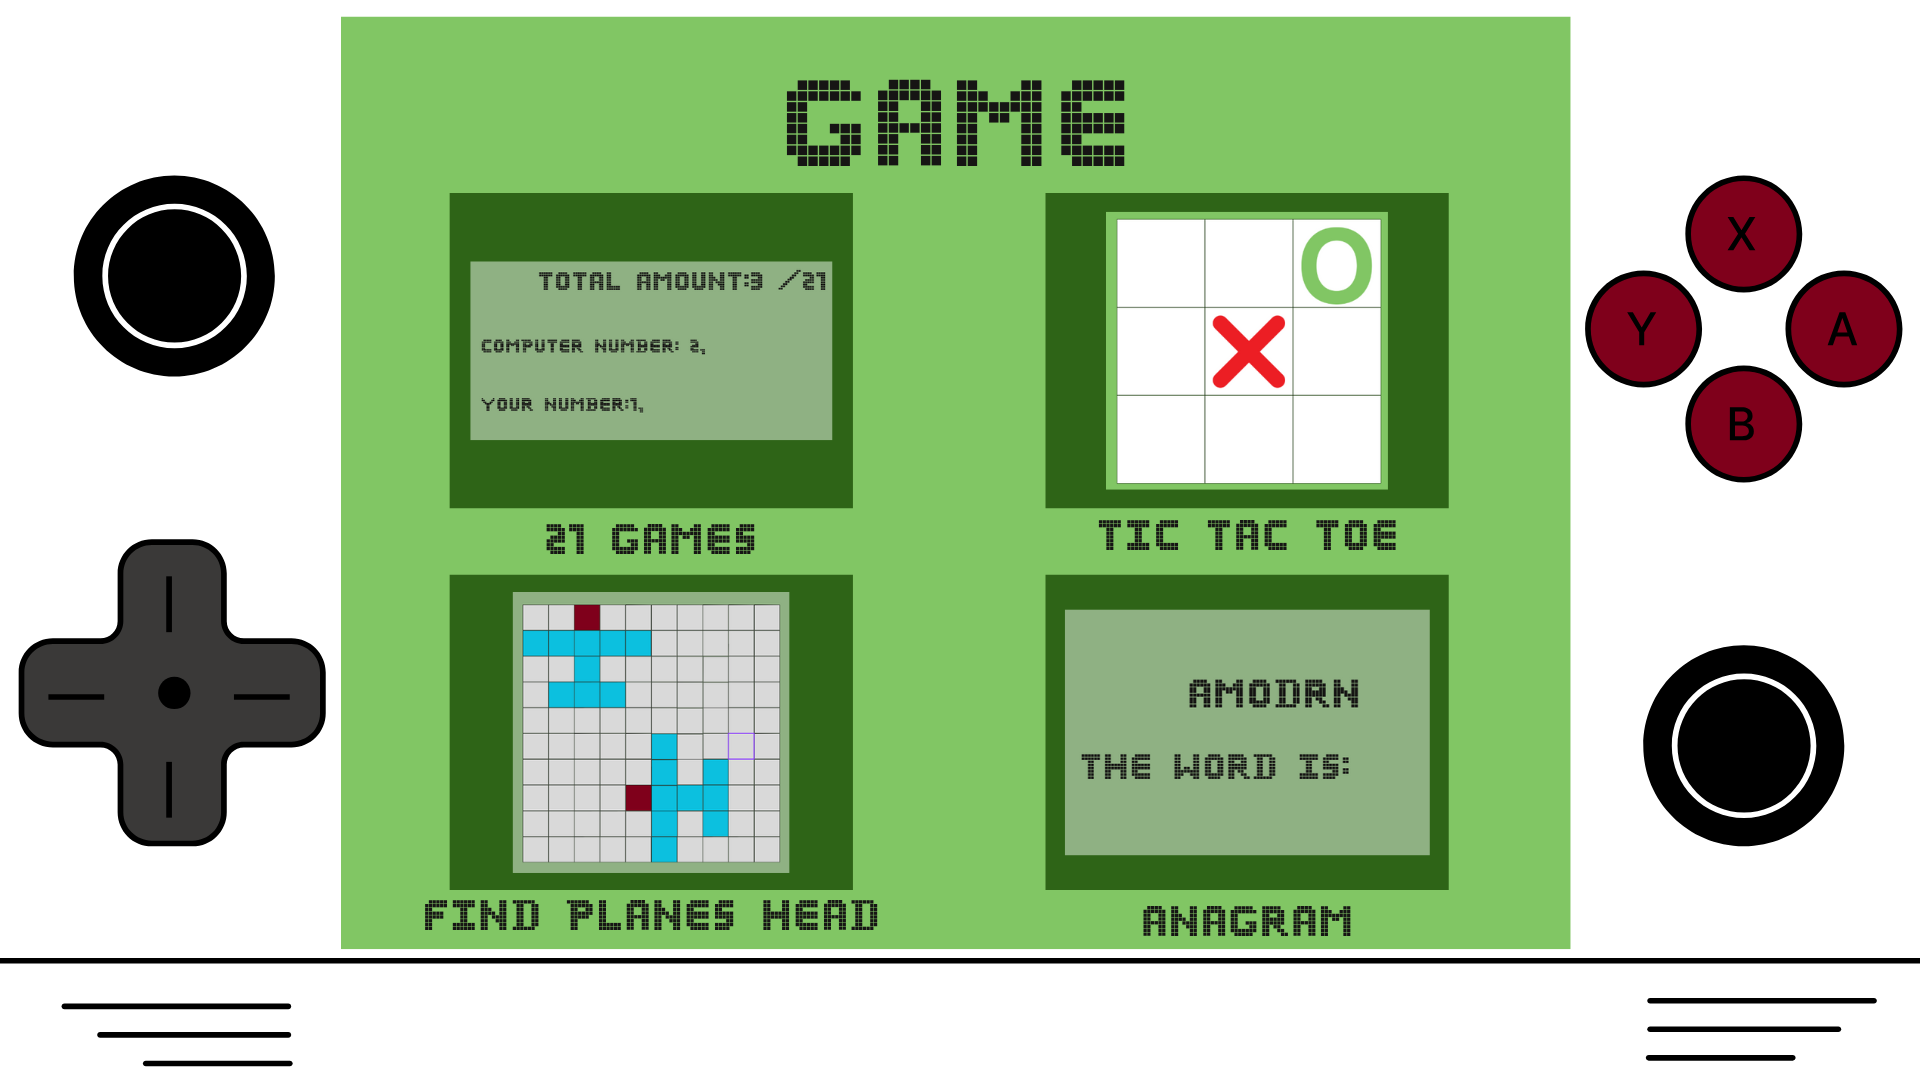 GAME
TOTAL AMOUNT:3 /21
COMPUTER NUMBER: 2,
YOUR NUMBER:1,
21 GAMES
O
X
TIC TAC TOE
FIND PLANES HEAD
AMODRN
THE WORD IS:
ANAGRAM
X
Y
A
B